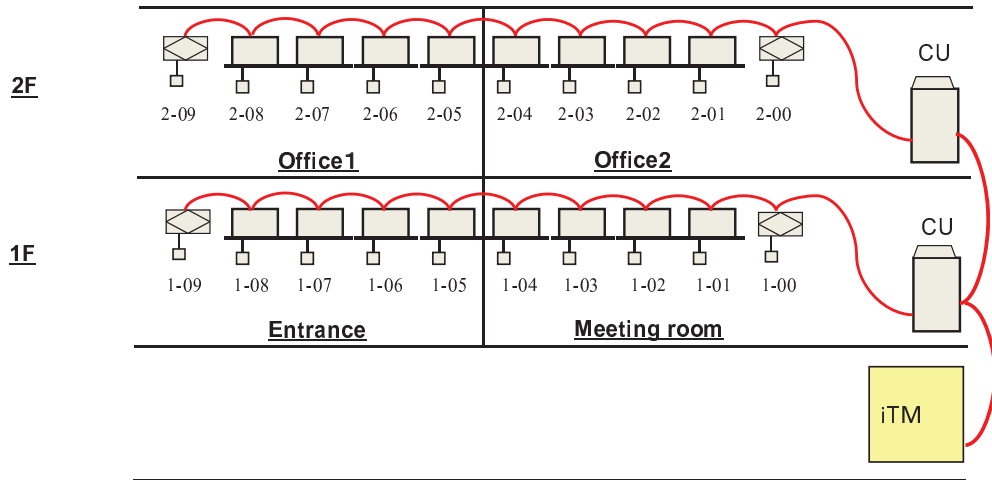 CU
2F
2-09 2-08 2-07 2-06 2-05 2-04 2-03 2-02 2-01 2-00
Office1 Office2
CU
1F
1-09 1-08 1-07 1-06 1-05 1-04 1-03 1-02 1-01 1-00
Entrance Meeting room
iTM